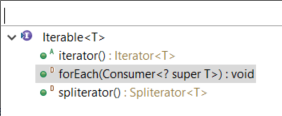 Iterable<T>
A iterator() : Iterator<T>
D forEach(Consumer<? super T>) : void
D spliterator() : Spliterator<T>